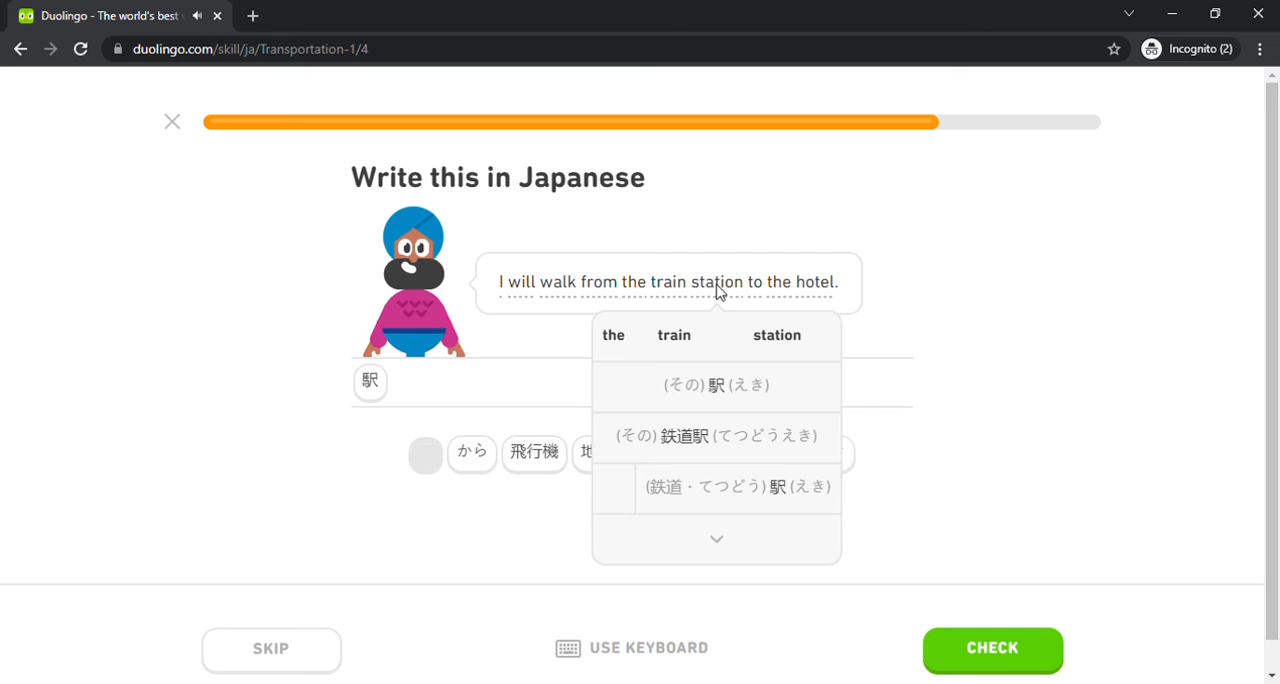 Duolingo - The world's best
duolingo.com/skill/ja/Transportation-1/4
Incognito (2)
Write this in Japanese
I will walk from the train station to the hotel.
the train station
(その) 駅 (えき)
(その) 鉄道駅 (てつどうえき)
(鉄道 - てつどう) 駅 (えき)
駅
から 飛行機
SKIP
USE KEYBOARD
CHECK